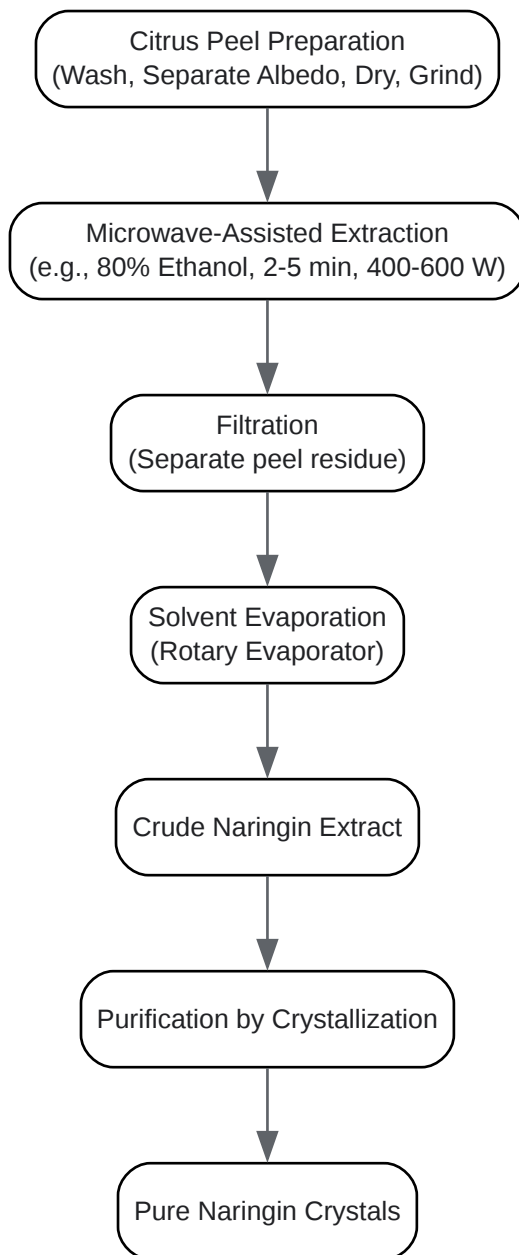 Citrus Peel Preparation
(Wash, Separate Albedo, Dry, Grind)
Microwave-Assisted Extraction
(e.g., 80% Ethanol, 2-5 min, 400-600 W)
Filtration
(Separate peel residue)
Solvent Evaporation
(Rotary Evaporator)
Crude Naringin Extract
Purification by Crystallization
Pure Naringin Crystals